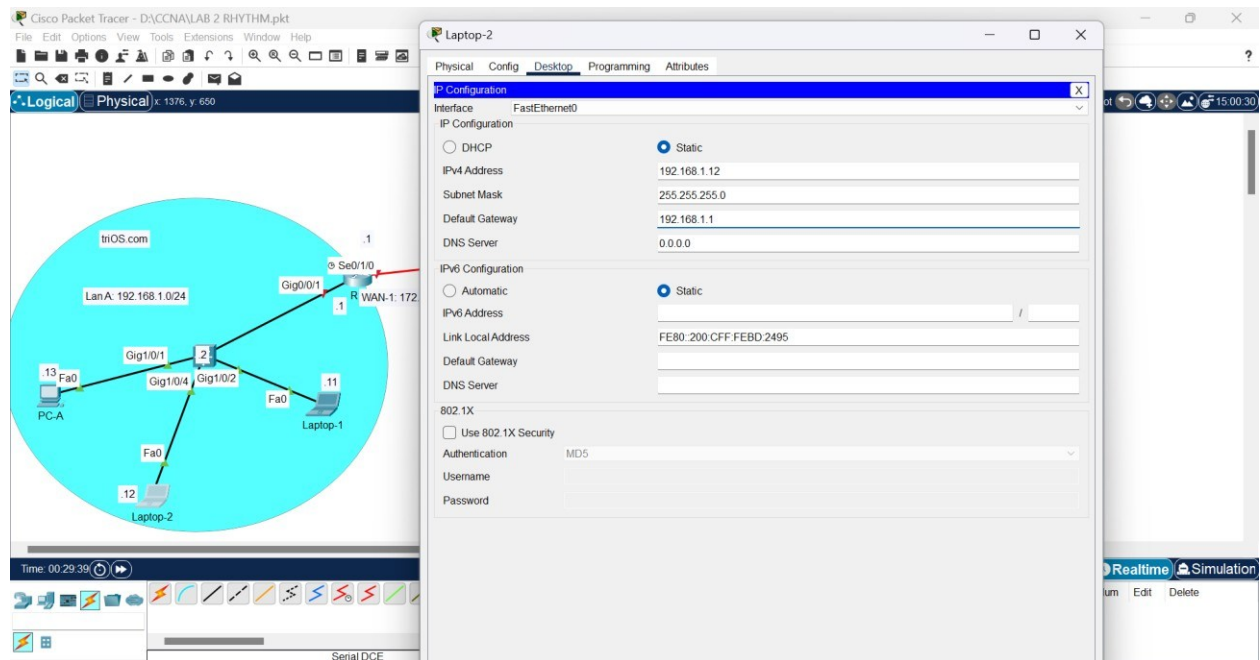 Cisco Packet Tracer - D:\CCNA\LAB 2 RHYTHM.pkt
File Edit Options View Tools Extensions Window Help
Logical Physical x: 1376, y: 650
15:00:30
triOS.com
.1
Se0/1/0
Gig0/0/1
Lan A: 192.168.1.0/24
R WAN-1: 172.
.1
Gig1/0/1
.2
.13 Fa0
Gig1/0/4
Gig1/0/2
.11
PC-A
Fa0
Laptop-1
Fa0
.12
Laptop-2
Time: 00:29:39
Serial DCE
Laptop-2
Physical Config Desktop Programming Attributes
IP Configuration X
Interface FastEthernet0
IP Configuration
DHCP Static
IPv4 Address 192.168.1.12
Subnet Mask 255.255.255.0
Default Gateway 192.168.1.1
DNS Server 0.0.0.0
IPv6 Configuration
Automatic Static
IPv6 Address /
Link Local Address FE80::200:CFF:FEBD:2495
Default Gateway
DNS Server
802.1X
Use 802.1X Security
Authentication MD5
Username
Password
Realtime Simulation
um Edit Delete